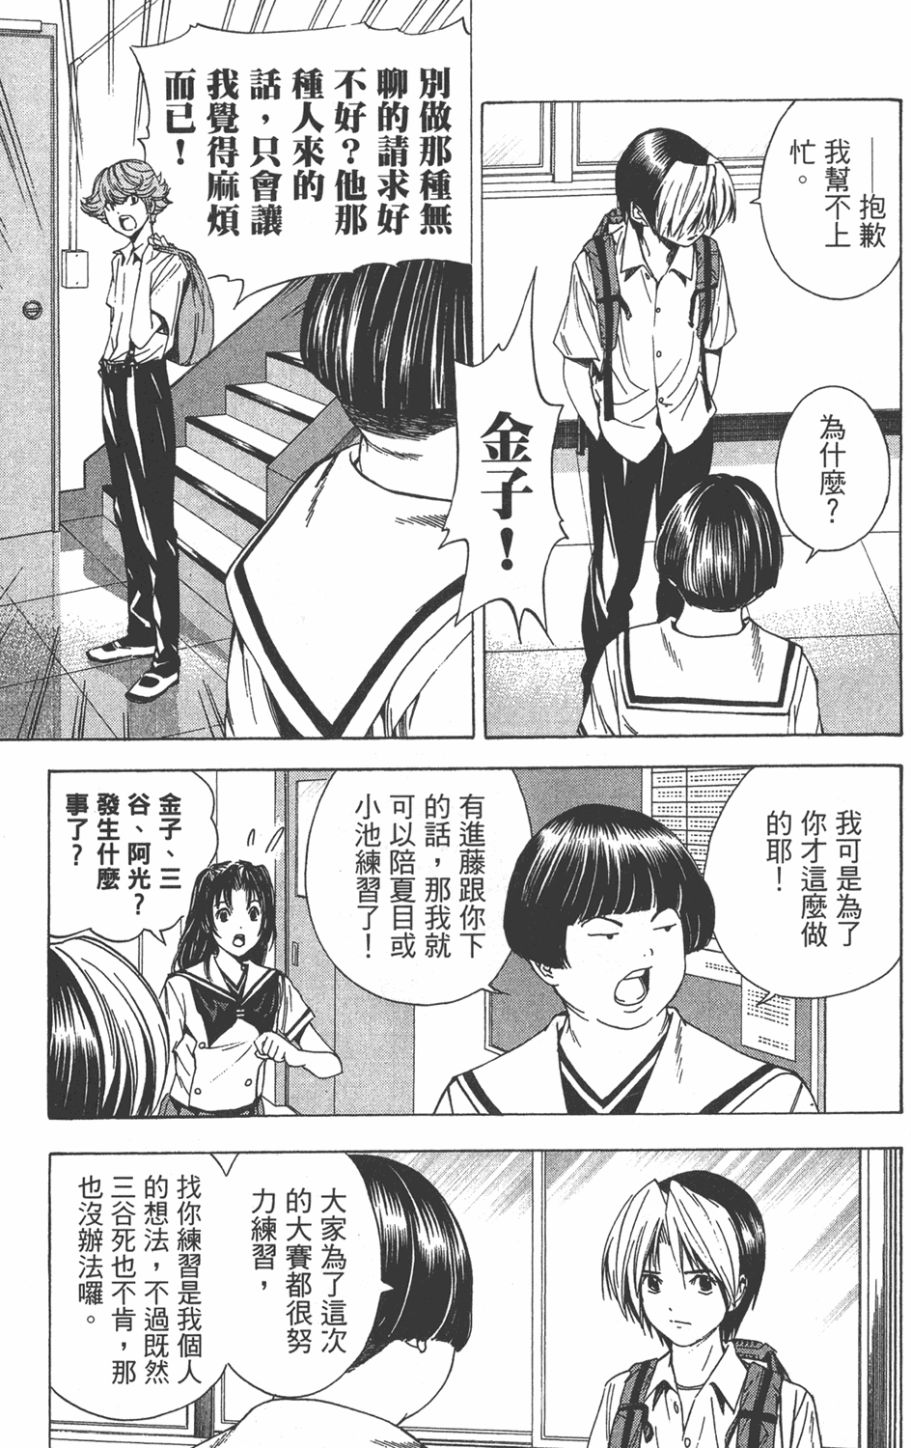 ——抱歉
我幫不上
忙。
為什麼？
金子！
別做那種無
聊的請求好
不好？他那
種人來的
話，只會讓
我覺得麻煩
而已！
我可是為了
你才這麼做
的耶！
有進藤跟你下
的話，那我就
可以陪夏目或
小池練習了！
金子、三
谷、阿光？
發生什麼
事了？
大家為了這次
的大賽都很努
力練習，
找你練習是我個人
的想法，不過既然
三谷死也不肯，那
也沒辦法囉。